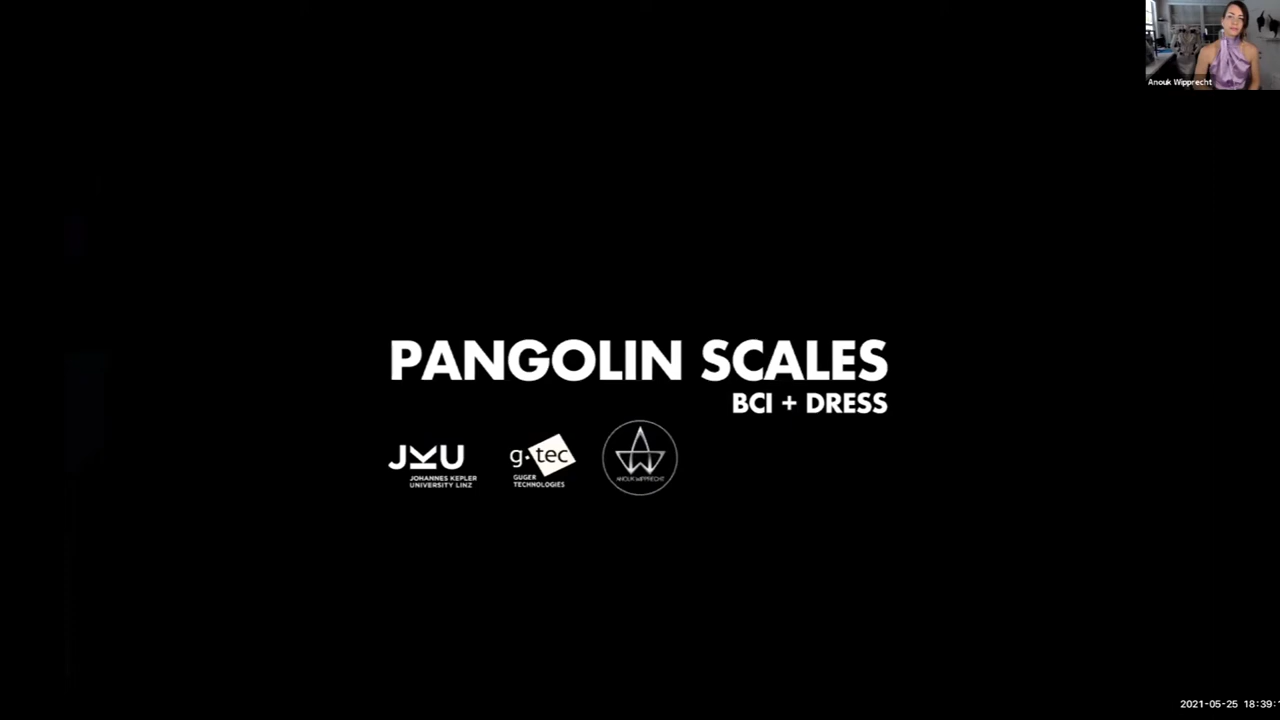 Anouk Wipprecht
PANGOLIN SCALES
BCI + DRESS
JKU
JOHANNES KEPLER
UNIVERSITY LINZ
g.tec
GUGER
TECHNOLOGIES
ANOUK WIPPRECHT
2021-05-25 18:39: